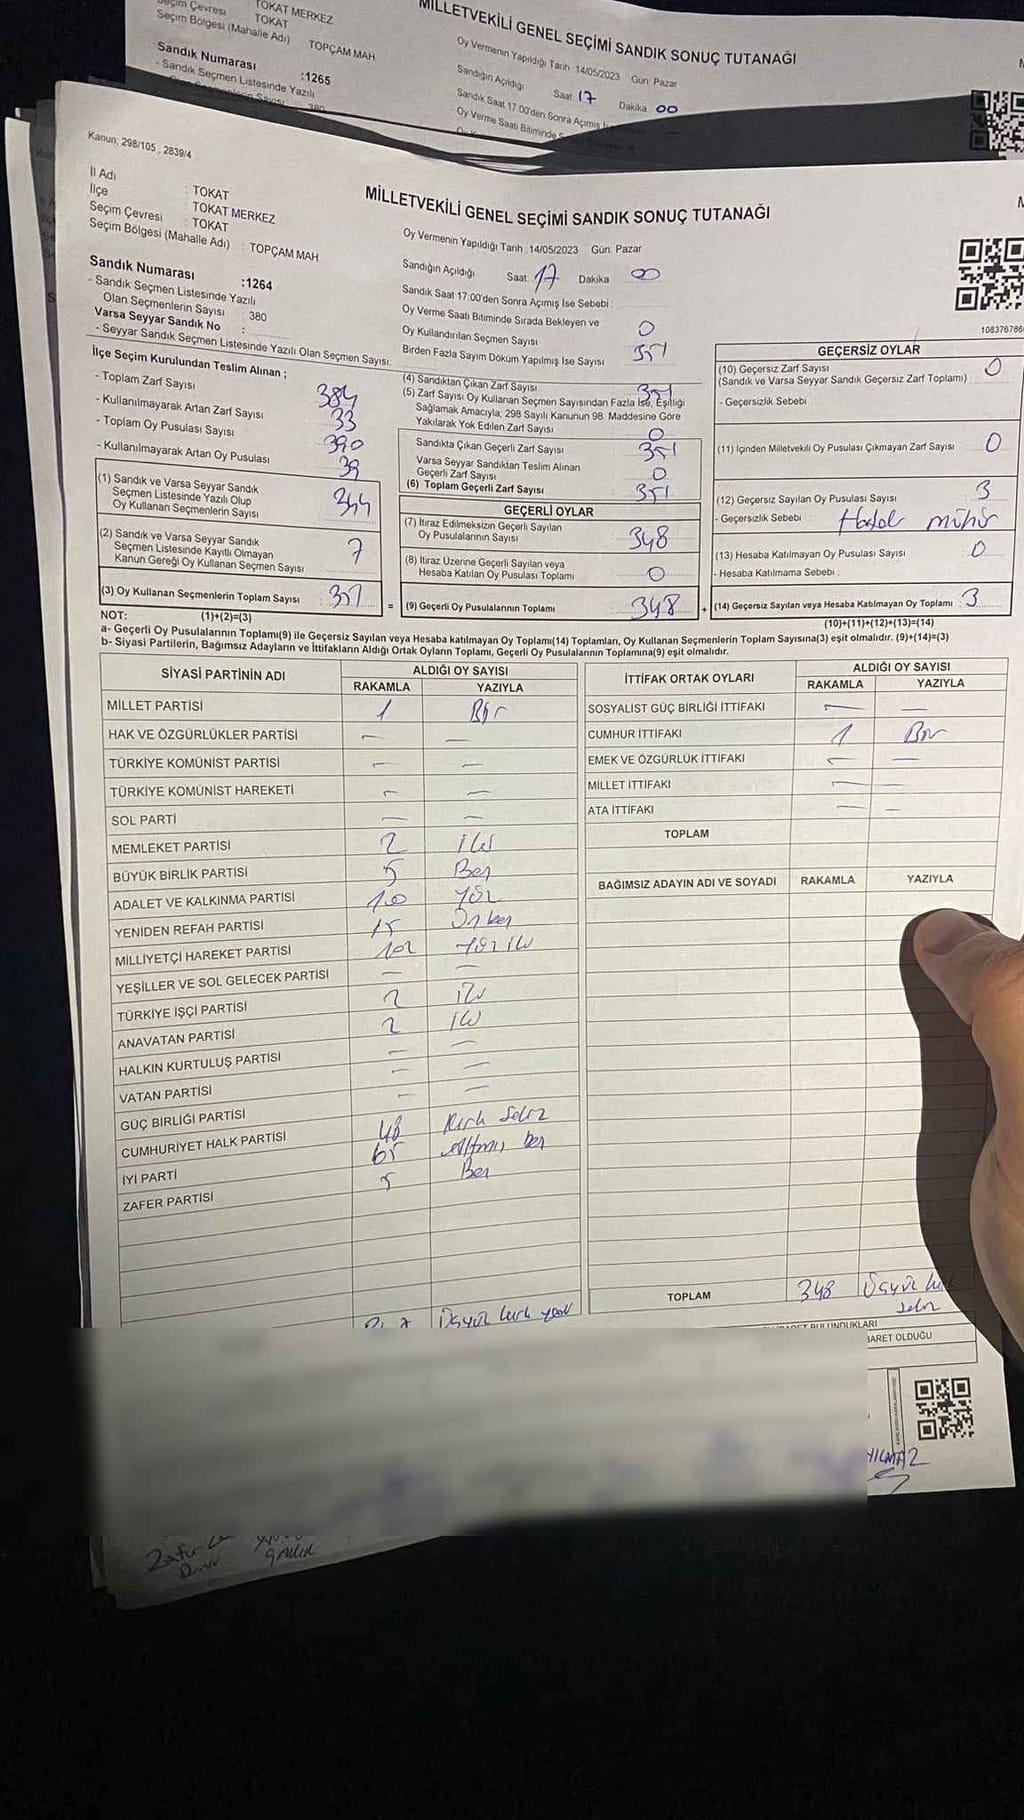 Seçim Çevresi TOKAT MERKEZ
Seçim Bölgesi (Mahalle Adı) TOKAT
TOPÇAM MAH
Sandık Numarası :1265
- Sandık Seçmen Listesinde Yazılı
380
MİLLETVEKİLİ GENEL SEÇİMİ SANDIK SONUÇ TUTANAĞI
Oy Vermenin Yapıldığı Tarih :14/05/2023 Gün: Pazar
Sandığın Açıldığı Saat 17 Dakika 00
Sandık Saat 17:00'den Sonra Açımış
Oy Verme Saati Bitiminde
Kanun; 298/105 , 2839/4
İl Adı : TOKAT
İlçe : TOKAT MERKEZ
Seçim Çevresi : TOKAT
Seçim Bölgesi (Mahalle Adı) : TOPÇAM MAH
Sandık Numarası :1264
- Sandık Seçmen Listesinde Yazılı
Olan Seçmenlerin Sayısı : 380
Varsa Seyyar Sandık No :
- Seyyar Sandık Seçmen Listesinde Yazılı Olan Seçmen Sayısı:
MİLLETVEKİLİ GENEL SEÇİMİ SANDIK SONUÇ TUTANAĞI
Oy Vermenin Yapıldığı Tarih :14/05/2023 Gün: Pazar
Sandığın Açıldığı Saat: 17 Dakika 00
Sandık Saat 17:00'den Sonra Açımış İse Sebebi :
Oy Verme Saati Bitiminde Sırada Bekleyen ve
Oy Kullandırılan Seçmen Sayısı 0
Birden Fazla Sayım Döküm Yapılmış İse Sayısı 351
108376786
İlçe Seçim Kurulundan Teslim Alınan ;
- Toplam Zarf Sayısı 384
- Kullanılmayarak Artan Zarf Sayısı 33
- Toplam Oy Pusulası Sayısı 390
- Kullanılmayarak Artan Oy Pusulası 39
(1) Sandık ve Varsa Seyyar Sandık
Seçmen Listesinde Yazılı Olup
Oy Kullanan Seçmenlerin Sayısı 344
(2) Sandık ve Varsa Seyyar Sandık
Seçmen Listesinde Kayıtlı Olmayan
Kanun Gereği Oy Kullanan Seçmen Sayısı 7
(3) Oy Kullanan Seçmenlerin Toplam Sayısı 351
(4) Sandıktan Çıkan Zarf Sayısı 351
(5) Zarf Sayısı Oy Kullanan Seçmen Sayısından Fazla İse, Eşitliği
Sağlamak Amacıyla; 298 Sayılı Kanunun 98. Maddesine Göre
Yakılarak Yok Edilen Zarf Sayısı 0
Sandıkta Çıkan Geçerli Zarf Sayısı 351
Varsa Seyyar Sandıktan Teslim Alınan
Geçerli Zarf Sayısı 0
(6) Toplam Geçerli Zarf Sayısı 351
GEÇERLİ OYLAR
(7) İtiraz Edilmeksizin Geçerli Sayılan
Oy Pusulalarının Sayısı 348
(8) İtiraz Üzerine Geçerli Sayılan veya
Hesaba Katılan Oy Pusulası Toplamı 0
= (9) Geçerli Oy Pusulalarının Toplamı 348 +
GEÇERSİZ OYLAR
(10) Geçersiz Zarf Sayısı 0
(Sandık ve Varsa Seyyar Sandık Geçersiz Zarf Toplamı)
- Geçersizlik Sebebi :
(11) İçinden Milletvekili Oy Pusulası Çıkmayan Zarf Sayısı 0
(12) Geçersiz Sayılan Oy Pusulası Sayısı 3
- Geçersizlik Sebebi : Hatalı mühür
(13) Hesaba Katılmayan Oy Pusulası Sayısı 0
- Hesaba Katılmama Sebebi :
(14) Geçersiz Sayılan veya Hesaba Katılmayan Oy Toplamı : 3
NOT: (1)+(2)=(3) (10)+(11)+(12)+(13)=(14)
a- Geçerli Oy Pusulalarının Toplamı(9) ile Geçersiz Sayılan veya Hesaba katılmayan Oy Toplamı(14) Toplamları, Oy Kullanan Seçmenlerin Toplam Sayısına(3) eşit olmalıdır. (9)+(14)=(3)
b- Siyasi Partilerin, Bağımsız Adayların ve İttifakların Aldığı Ortak Oyların Toplamı, Geçerli Oy Pusulalarının Toplamına(9) eşit olmalıdır.
SİYASİ PARTİNİN ADI ALDIĞI OY SAYISI
RAKAMLA YAZIYLA
MİLLET PARTİSİ 1 Bir
HAK VE ÖZGÜRLÜKLER PARTİSİ — —
TÜRKİYE KOMÜNİST PARTİSİ — —
TÜRKİYE KOMÜNİST HAREKETİ — —
SOL PARTİ — —
MEMLEKET PARTİSİ 2 iki
BÜYÜK BİRLİK PARTİSİ 5 Beş
ADALET VE KALKINMA PARTİSİ 100 Yüz
YENİDEN REFAH PARTİSİ 15 On beş
MİLLİYETÇİ HAREKET PARTİSİ 102 Yüz iki
YEŞİLLER VE SOL GELECEK PARTİSİ — —
TÜRKİYE İŞÇİ PARTİSİ 2 iki
ANAVATAN PARTİSİ 2 iki
HALKIN KURTULUŞ PARTİSİ — —
VATAN PARTİSİ — —
GÜÇ BİRLİĞİ PARTİSİ — —
CUMHURİYET HALK PARTİSİ 48 Kırk Sekiz
İYİ PARTİ 65 Altmış beş
ZAFER PARTİSİ 5 Beş
Üçyüz kırk yedi
İTTİFAK ORTAK OYLARI ALDIĞI OY SAYISI
RAKAMLA YAZIYLA
SOSYALİST GÜÇ BİRLİĞİ İTTİFAKI — —
CUMHUR İTTİFAKI 1 Bir
EMEK VE ÖZGÜRLÜK İTTİFAKI — —
MİLLET İTTİFAKI — —
ATA İTTİFAKI — —
TOPLAM
BAĞIMSIZ ADAYIN ADI VE SOYADI RAKAMLA YAZIYLA
TOPLAM 348 Üçyüz kırk
sekiz
BULUNDUKLARI
BARET OLDUĞU
YILMAZ